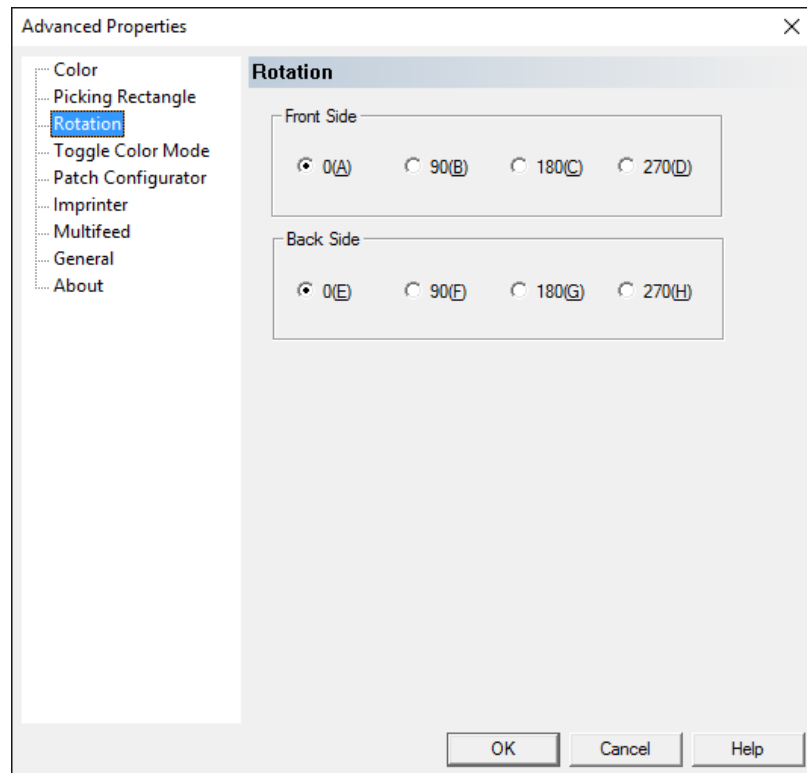 Advanced Properties
Color
Picking Rectangle
Rotation
Toggle Color Mode
Patch Configurator
Imprinter
Multifeed
General
About
Rotation
Front Side
0(A) 90(B) 180(C) 270(D)
Back Side
0(E) 90(F) 180(G) 270(H)
OK Cancel Help